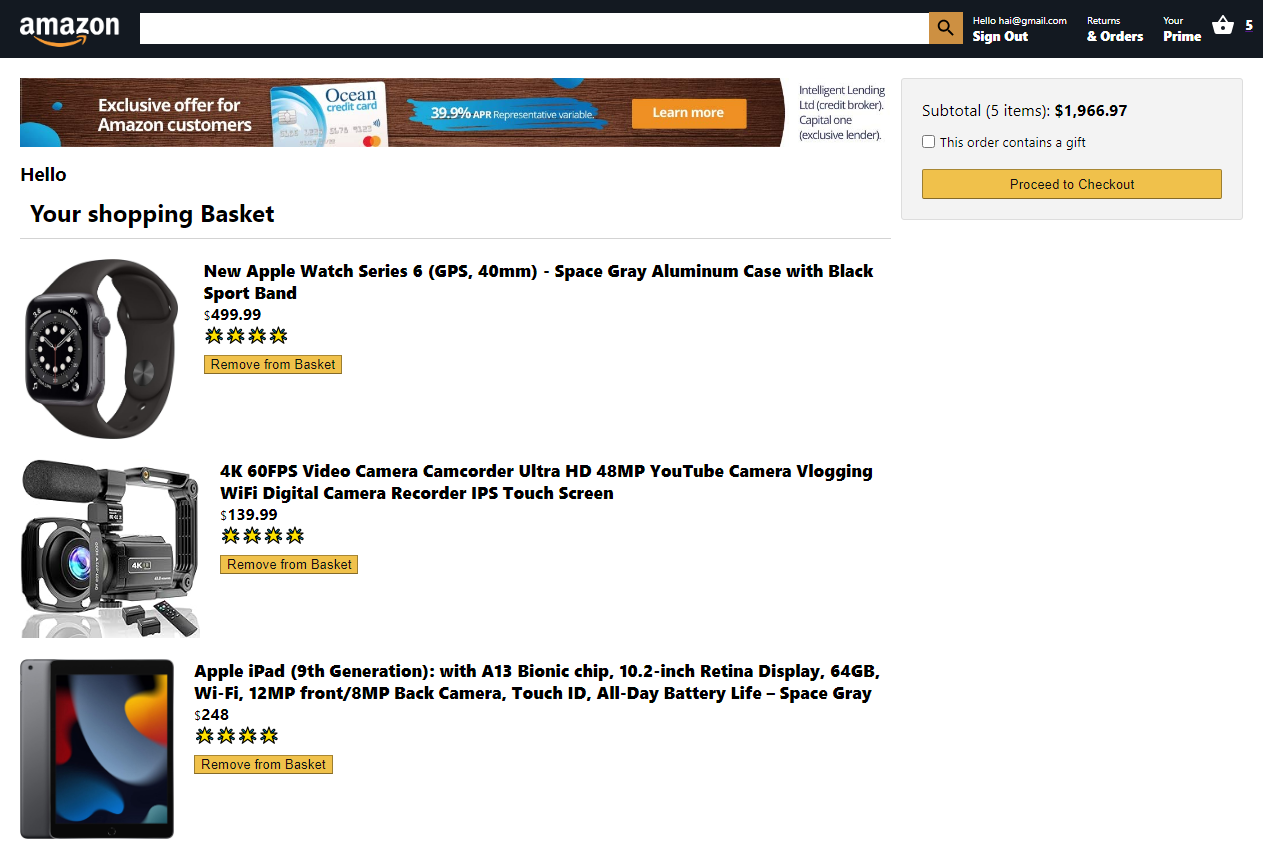 amazon
Hello hai@gmail.com
Sign Out
Returns
& Orders
Your
Prime
5
Exclusive offer for
Amazon customers
Ocean
credit card
39.9% APR Representative variable.
Learn more
Intelligent Lending
Ltd (credit broker).
Capital one
(exclusive lender).
Subtotal (5 items): $1,966.97
This order contains a gift
Proceed to Checkout
Hello
Your shopping Basket
New Apple Watch Series 6 (GPS, 40mm) - Space Gray Aluminum Case with Black
Sport Band
$499.99
Remove from Basket
4K 60FPS Video Camera Camcorder Ultra HD 48MP YouTube Camera Vlogging
WiFi Digital Camera Recorder IPS Touch Screen
$139.99
Remove from Basket
4K
Apple iPad (9th Generation): with A13 Bionic chip, 10.2-inch Retina Display, 64GB,
Wi-Fi, 12MP front/8MP Back Camera, Touch ID, All-Day Battery Life – Space Gray
$248
Remove from Basket